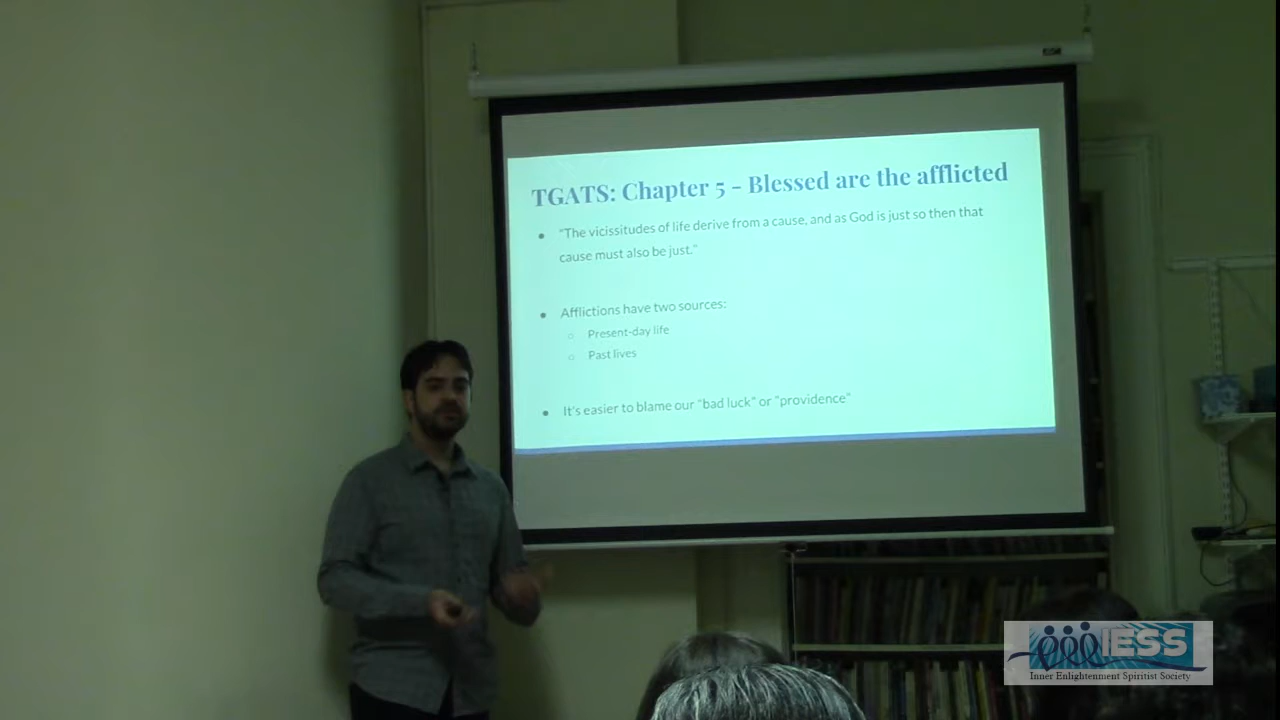 TGATS: Chapter 5 - Blessed are the afflicted
• "The vicissitudes of life derive from a cause, and as God is just so then that
cause must also be just."
• Afflictions have two sources:
○ Present-day life
○ Past lives
• It's easier to blame our "bad luck" or "providence"
IESS
Inner Enlightenment Spiritist Society